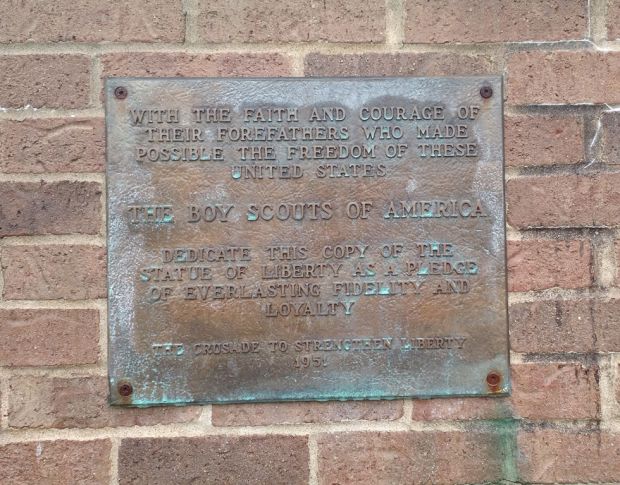 WITH THE FAITH AND COURAGE OF
THEIR FOREFATHERS WHO MADE
POSSIBLE THE FREEDOM OF THESE
UNITED STATES
THE BOY SCOUTS OF AMERICA
DEDICATE THIS COPY OF THE
STATUE OF LIBERTY AS A PLEDGE
OF EVERLASTING FIDELITY AND
LOYALTY
THE CRUSADE TO STRENGTHEN LIBERTY
1951